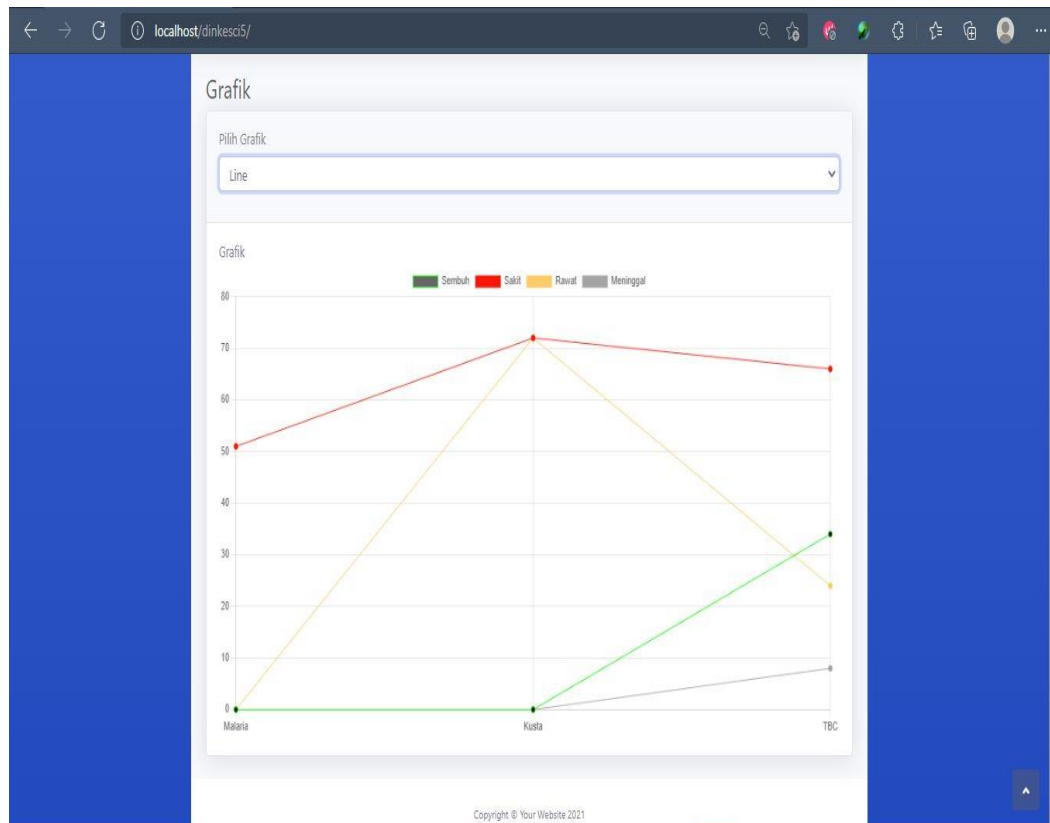 localhost/dinkesci5/
Grafik
Pilih Grafik
Line
Grafik
Sembuh Sakit Rawat Meninggal
80
70
60
50
40
30
20
10
0
Malaria Kusta TBC
Copyright © Your Website 2021